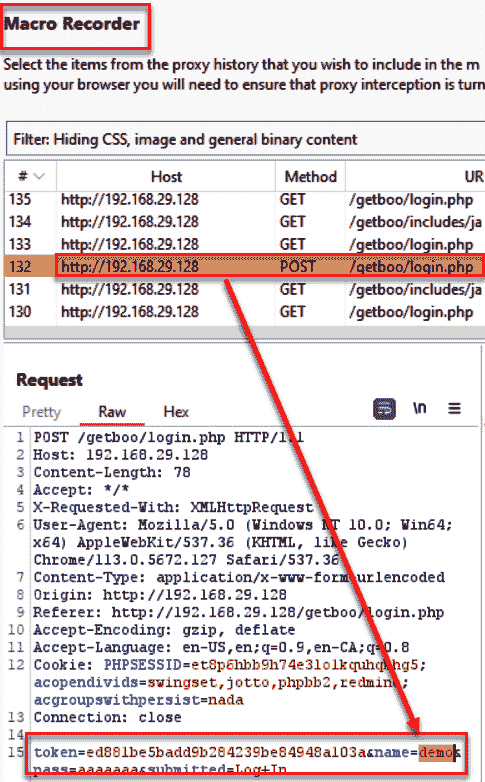 Macro Recorder
Select the items from the proxy history that you wish to include in the m
using your browser you will need to ensure that proxy interception is turn
Filter: Hiding CSS, image and general binary content
# Host Method UR
135 http://192.168.29.128 GET /getboo/login.php
134 http://192.168.29.128 GET /getboo/includes/ja
133 http://192.168.29.128 GET /getboo/login.php
132 http://192.168.29.128 POST /getboo/login.php
131 http://192.168.29.128 GET /getboo/includes/ja
130 http://192.168.29.128 GET /getboo/login.php
Request
Pretty Raw Hex \n
1 POST /getboo/login.php HTTP/1.1
2 Host: 192.168.29.128
3 Content-Length: 78
4 Accept: */*
5 X-Requested-With: XMLHttpRequest
6 User-Agent: Mozilla/5.0 (Windows NT 10.0; Win64;
x64) AppleWebKit/537.36 (KHTML, like Gecko)
Chrome/113.0.5672.127 Safari/537.36
7 Content-Type: application/x-www-form-urlencoded
8 Origin: http://192.168.29.128
9 Referer: http://192.168.29.128/getboo/login.php
10 Accept-Encoding: gzip, deflate
11 Accept-Language: en-US,en;q=0.9,en-CA;q=0.8
12 Cookie:
acopendivids=swingset,jotto,phpbb2,redmine;
acgroupswithpersist=nada
13 Connection: close
14
15 token=ed881be5badd9b284239be84948a103a&name=demo&
pass=aaaaaaa&submitted=Log+In